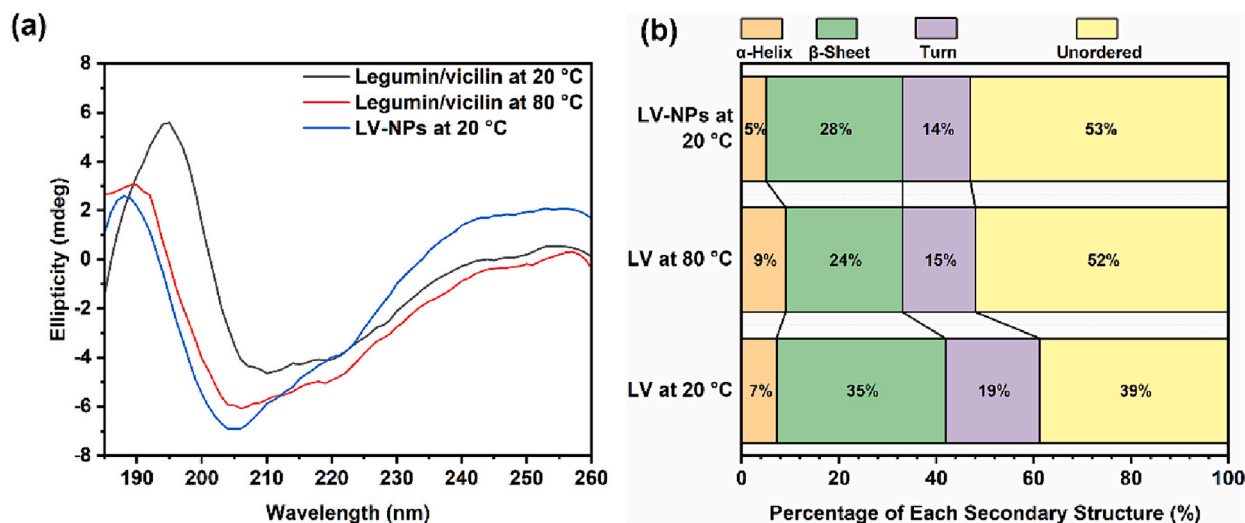 (a)
Legumin/vicilin at 20 °C
Legumin/vicilin at 80 °C
LV-NPs at 20 °C
Ellipticity (mdeg)
8
6
4
2
0
-2
-4
-6
-8
190
200
210
220
230
240
250
260
Wavelength (nm)
(b)
α-Helix
β-Sheet
Turn
Unordered
LV-NPs at
20 °C
5%
28%
14%
53%
LV at 80 °C
9%
24%
15%
52%
LV at 20 °C
7%
35%
19%
39%
0
20
40
60
80
100
Percentage of Each Secondary Structure (%)